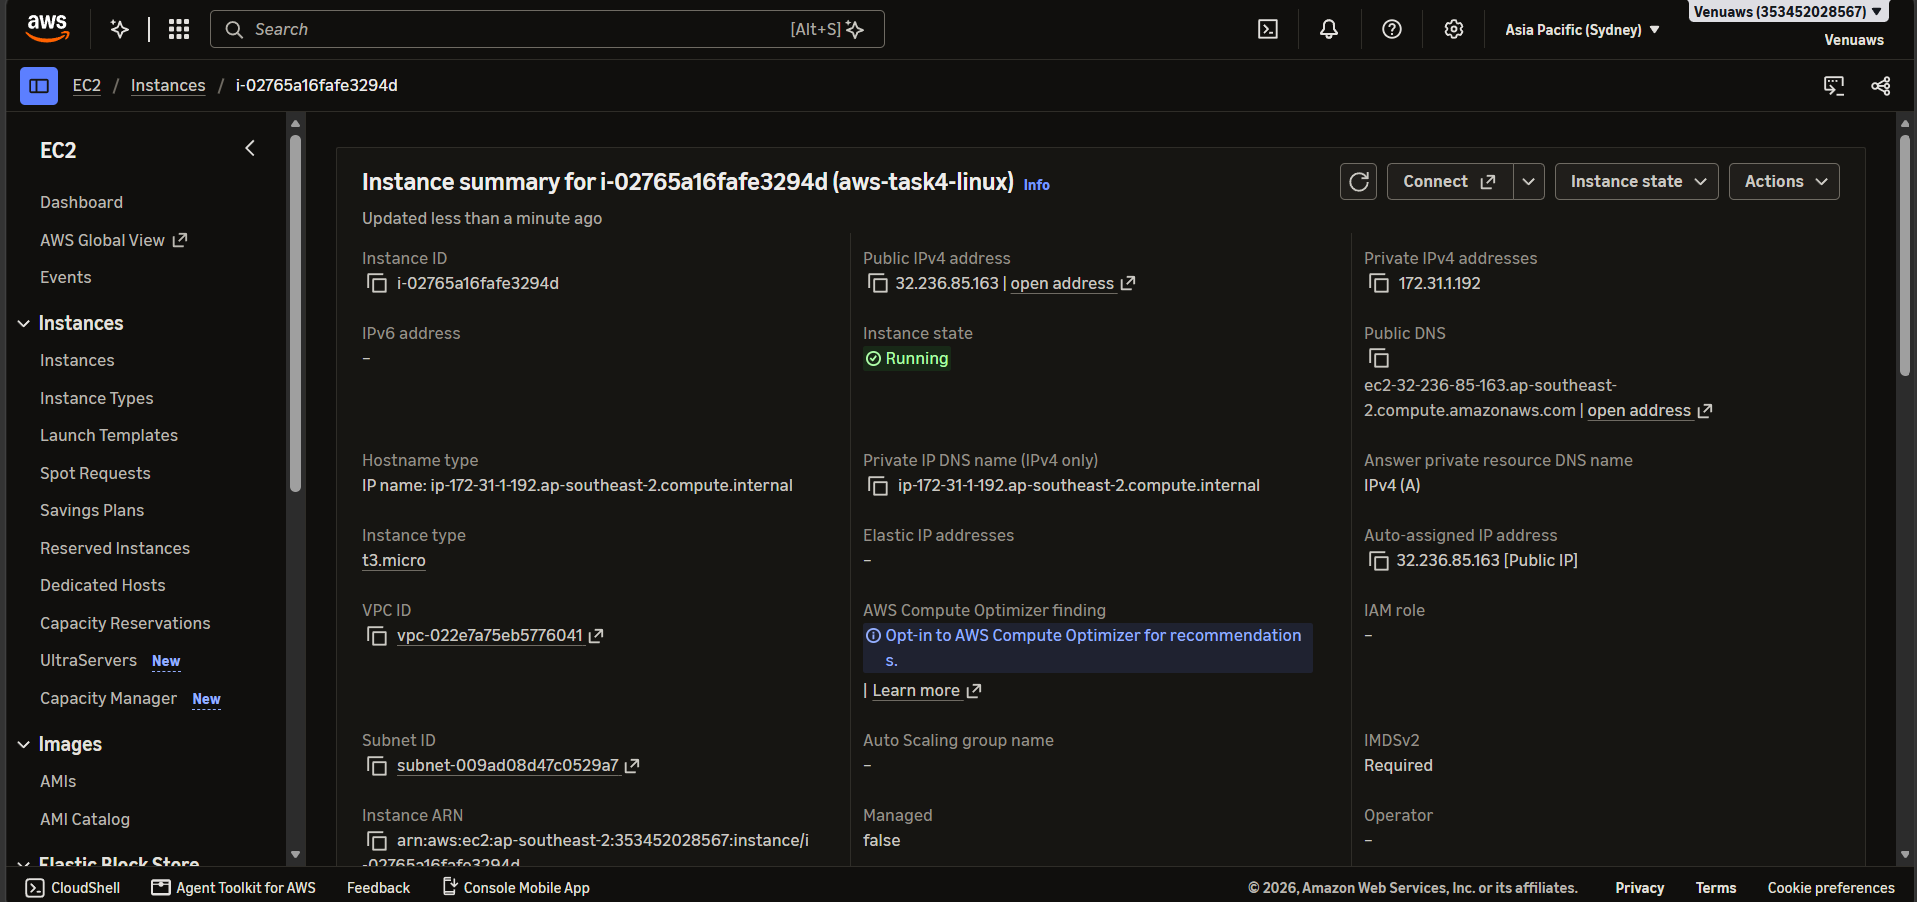 aws
Search
[Alt+S]
Asia Pacific (Sydney)
Venuaws (353452028567)
Venuaws
EC2 / Instances / i-02765a16fafe3294d
EC2
Dashboard
AWS Global View
Events
Instances
Instances
Instance Types
Launch Templates
Spot Requests
Savings Plans
Reserved Instances
Dedicated Hosts
Capacity Reservations
UltraServers New
Capacity Manager New
Images
AMIs
AMI Catalog
Elastic Block Store
Instance summary for i-02765a16fafe3294d (aws-task4-linux) Info
Updated less than a minute ago
Connect
Instance state
Actions
Instance ID
i-02765a16fafe3294d
Public IPv4 address
32.236.85.163 | open address
Private IPv4 addresses
172.31.1.192
IPv6 address
–
Instance state
Running
Public DNS
ec2-32-236-85-163.ap-southeast-
2.compute.amazonaws.com | open address
Hostname type
IP name: ip-172-31-1-192.ap-southeast-2.compute.internal
Private IP DNS name (IPv4 only)
ip-172-31-1-192.ap-southeast-2.compute.internal
Answer private resource DNS name
IPv4 (A)
Instance type
t3.micro
Elastic IP addresses
–
Auto-assigned IP address
32.236.85.163 [Public IP]
VPC ID
vpc-022e7a75eb5776041
AWS Compute Optimizer finding
Opt-in to AWS Compute Optimizer for recommendation
s.
| Learn more
IAM role
–
Subnet ID
subnet-009ad08d47c0529a7
Auto Scaling group name
–
IMDSv2
Required
Instance ARN
arn:aws:ec2:ap-southeast-2:353452028567:instance/i
-02765a16fafe3294d
Managed
false
Operator
–
CloudShell
Agent Toolkit for AWS
Feedback
Console Mobile App
© 2026, Amazon Web Services, Inc. or its affiliates.
Privacy
Terms
Cookie preferences